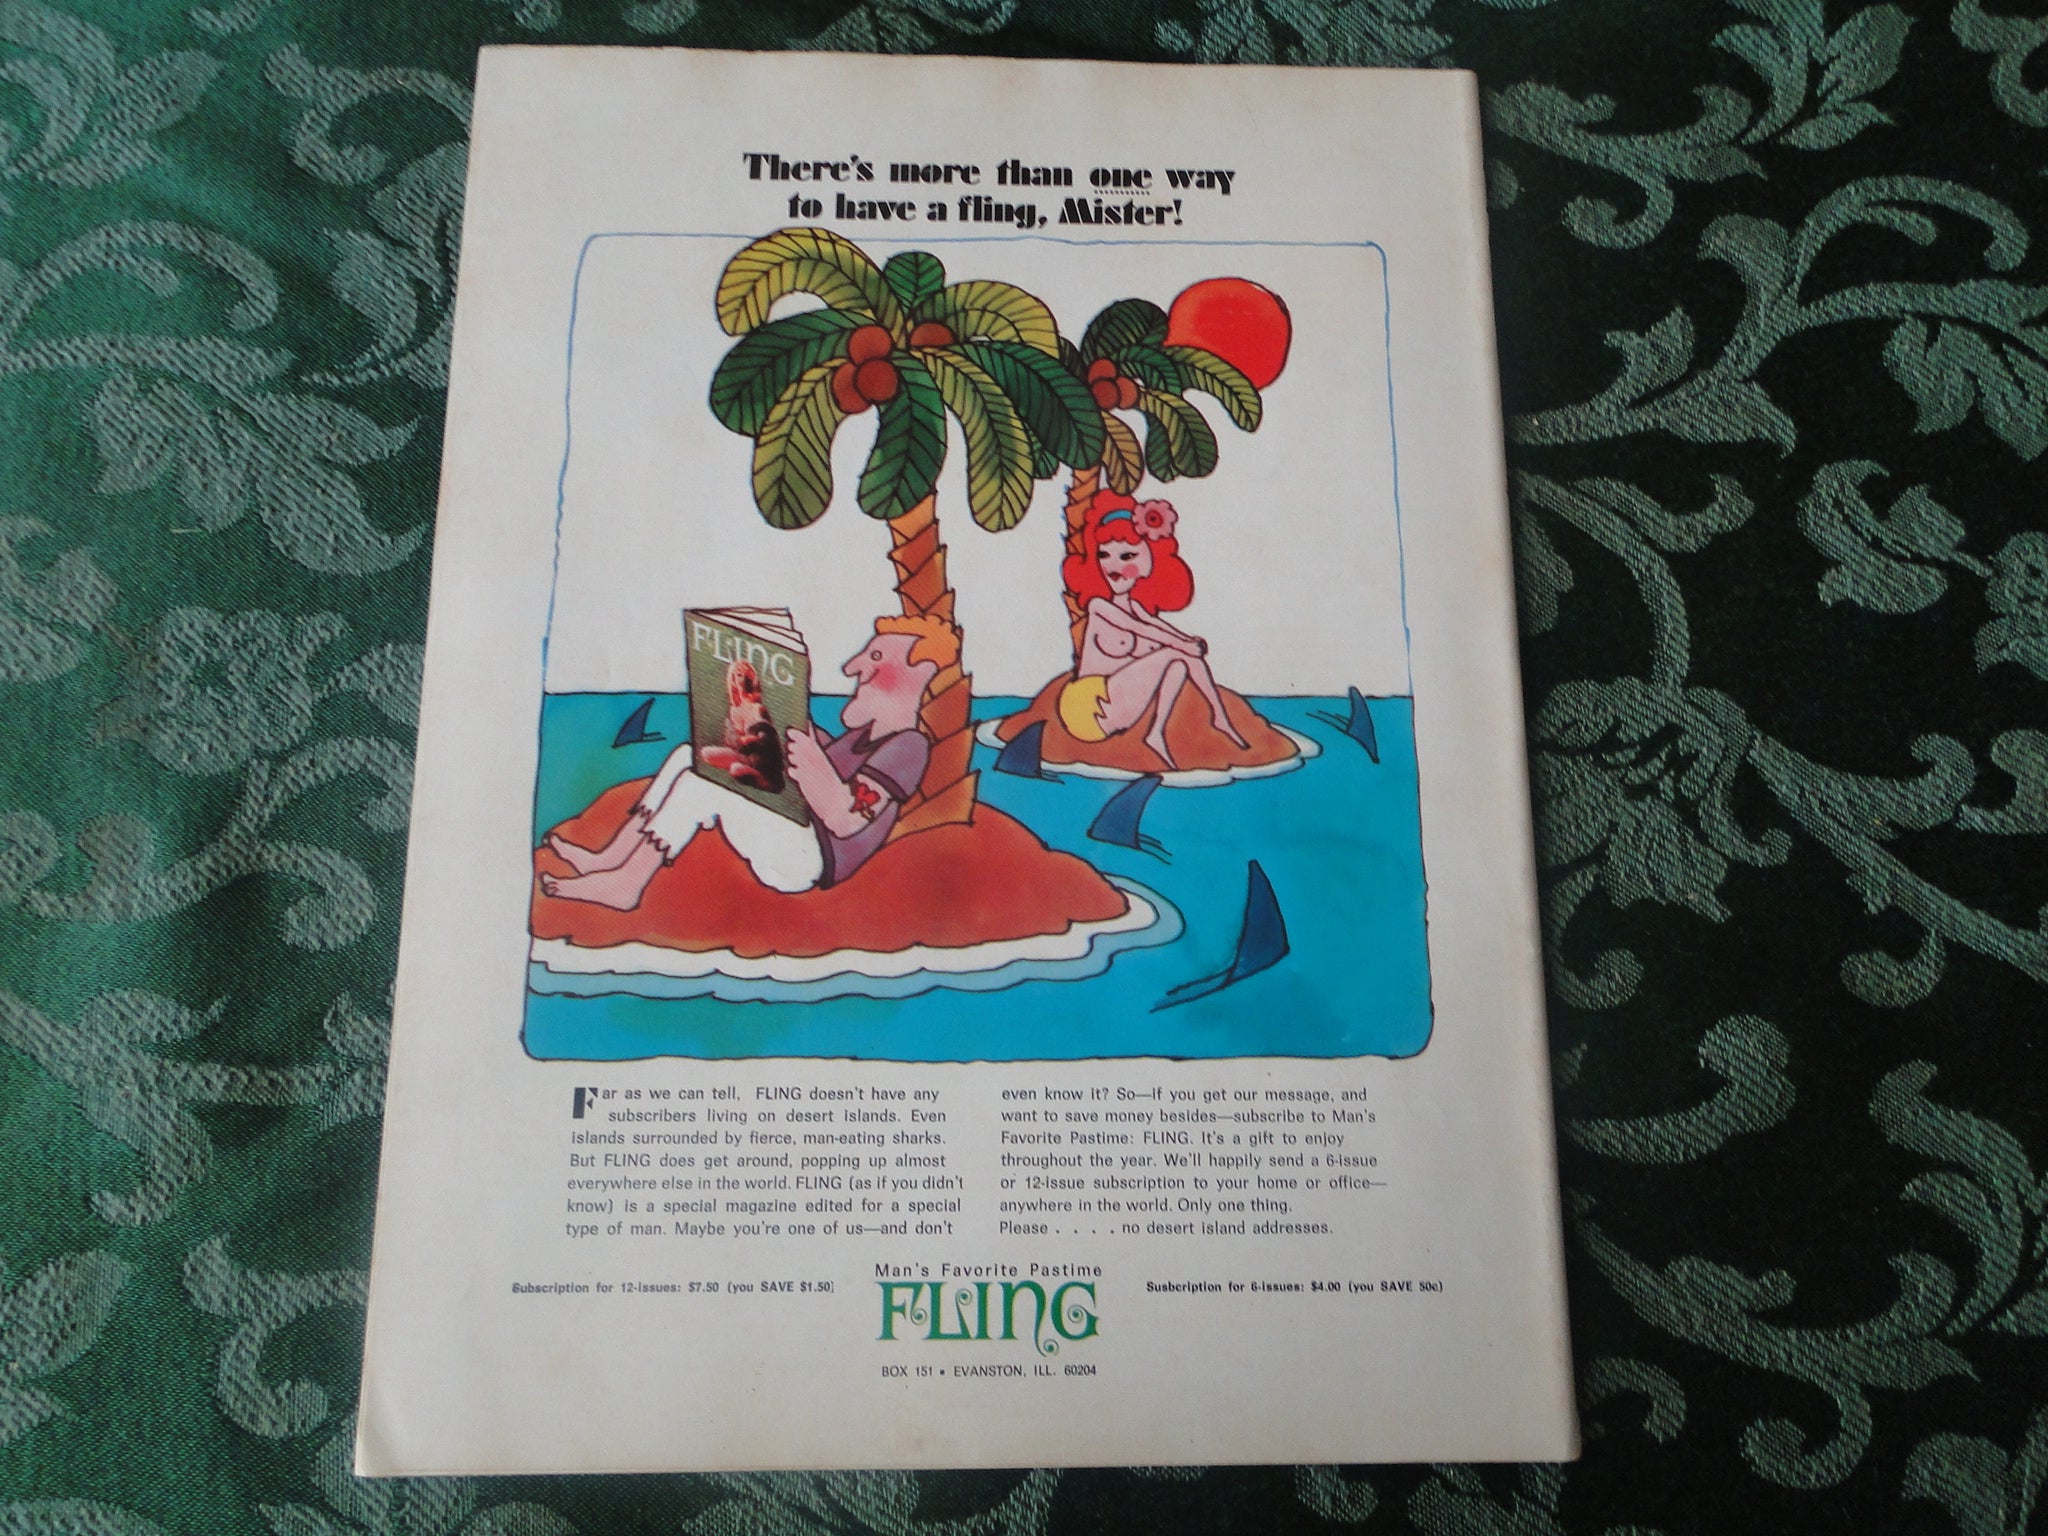 There's more than one way
to have a fling, Mister!
FLING
Far as we can tell, FLING doesn't have any
subscribers living on desert islands. Even
islands surrounded by fierce, man-eating sharks.
But FLING does get around, popping up almost
everywhere else in the world. FLING (as if you didn't
know) is a special magazine edited for a special
type of man. Maybe you're one of us—and don't
even know it? So—if you get our message, and
want to save money besides—subscribe to Man's
Favorite Pastime: FLING. It's a gift to enjoy
throughout the year. We'll happily send a 6-issue
or 12-issue subscription to your home or office—
anywhere in the world. Only one thing.
Please . . . . no desert island addresses.
Subscription for 12-issues: $7.50 (you SAVE $1.50)
Man's Favorite Pastime
FLING
BOX 151 • EVANSTON, ILL. 60204
Susbcription for 6-issues: $4.00 (you SAVE 50c)